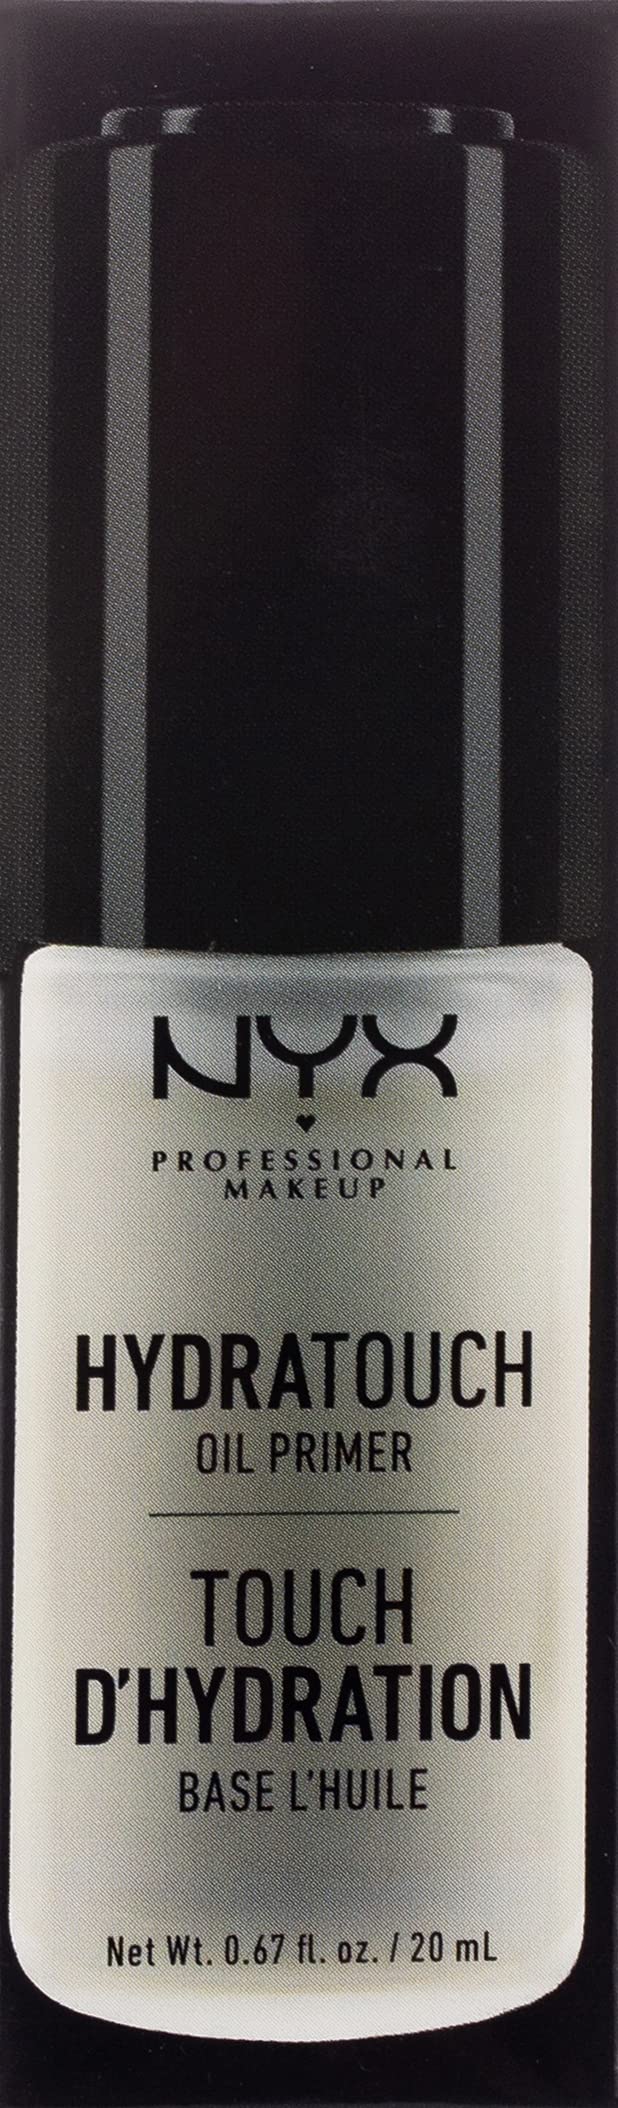 NYX
PROFESSIONAL
MAKEUP
HYDRATOUCH
OIL PRIMER
TOUCH
D'HYDRATION
BASE L'HUILE
Net Wt. 0.67 fl. oz. / 20 mL